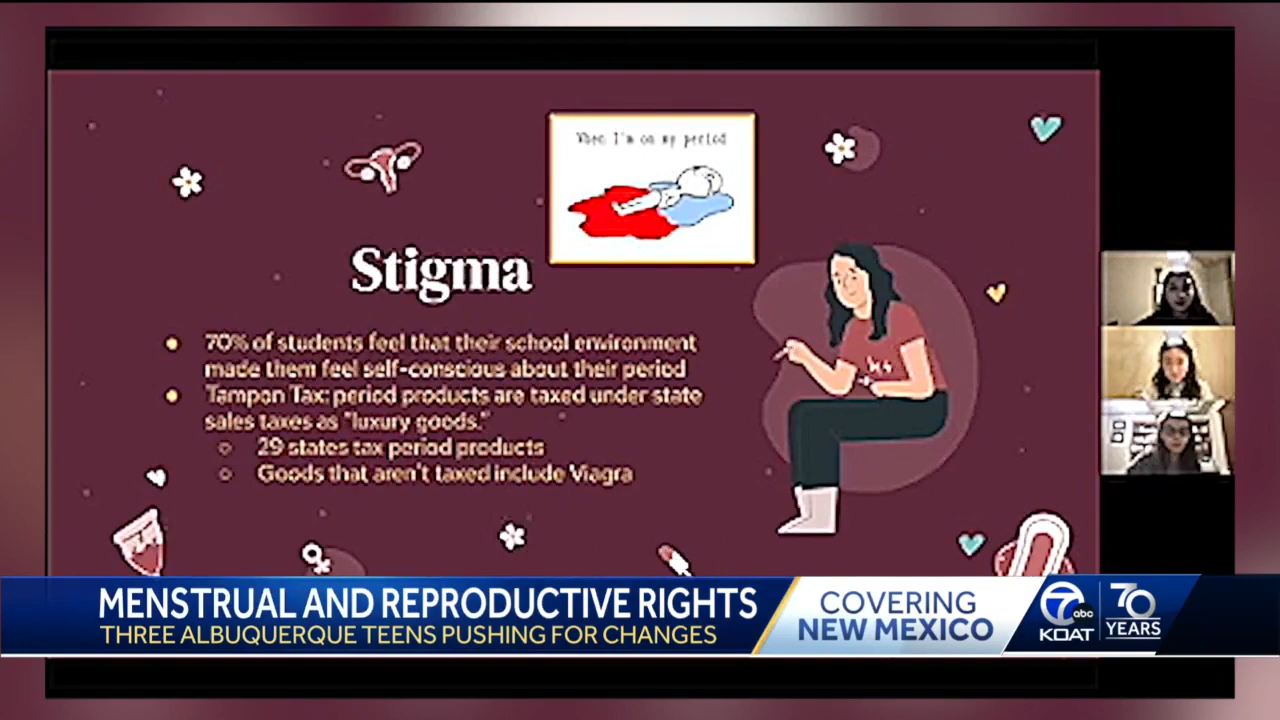 When I'm on my period
Stigma
70% of students feel that their school environment
made them feel self-conscious about their period
Tampon Tax: period products are taxed under state
sales taxes as "luxury goods."
29 states tax period products
Goods that aren't taxed include Viagra
MENSTRUAL AND REPRODUCTIVE RIGHTS
THREE ALBUQUERQUE TEENS PUSHING FOR CHANGES
COVERING
NEW MEXICO
7 abc
KOAT
70
YEARS